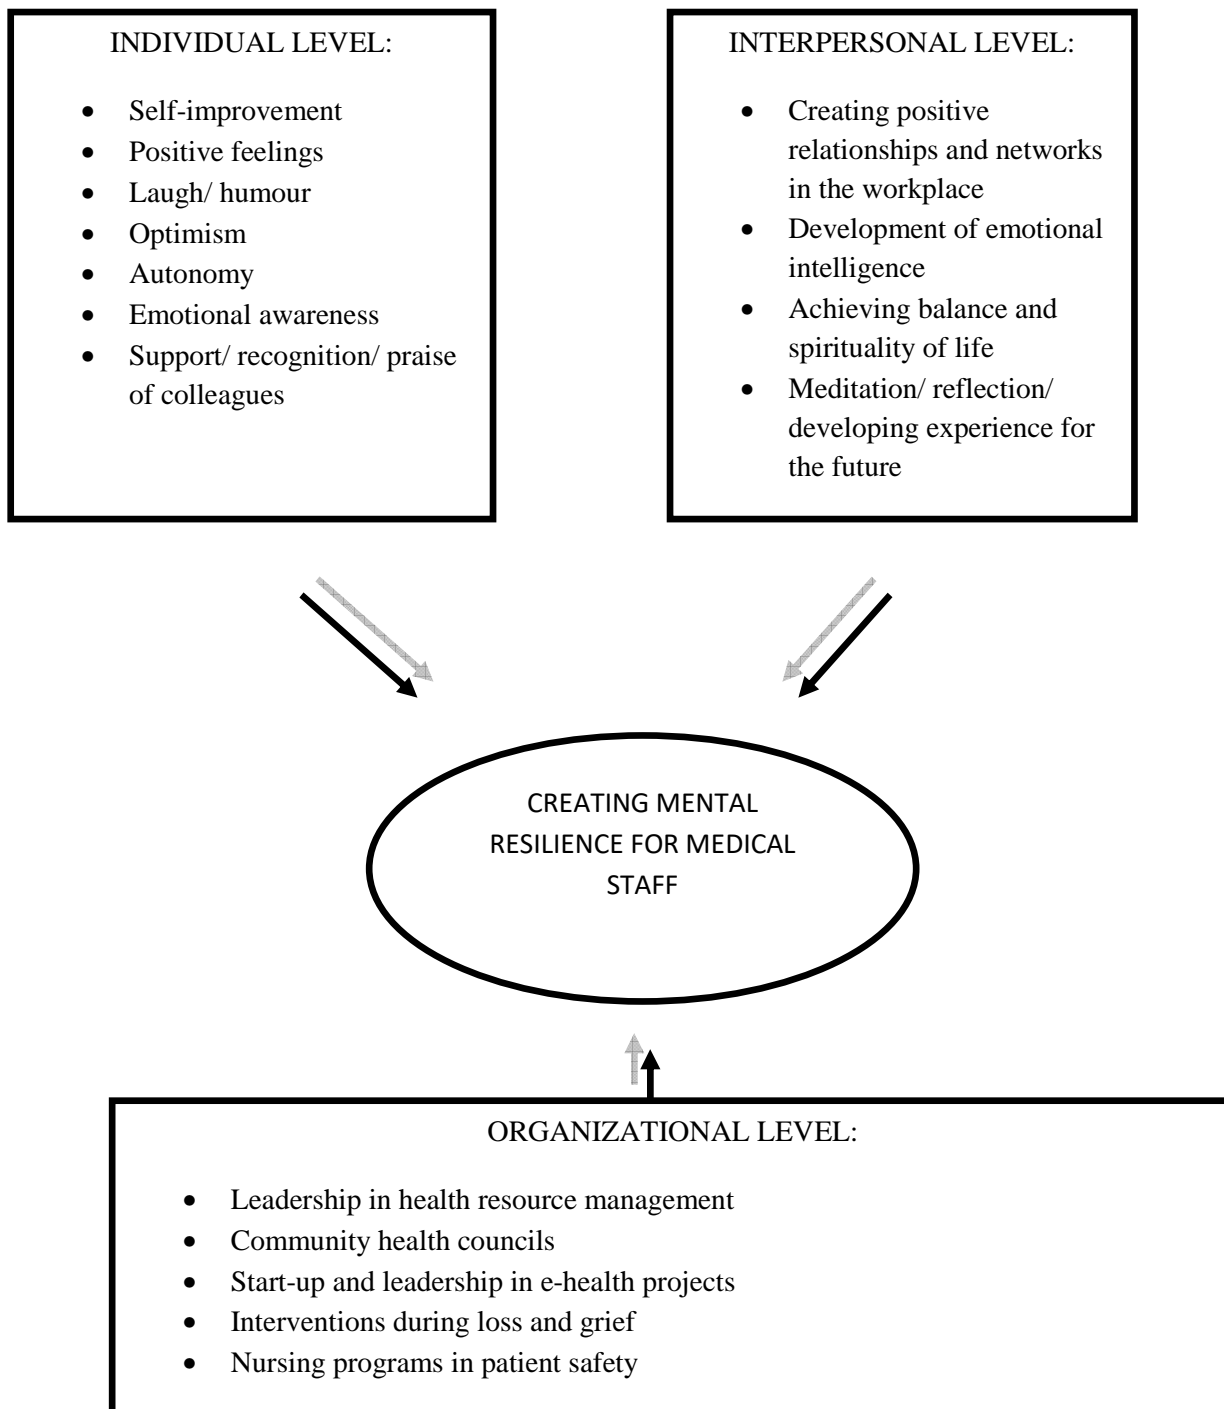 INDIVIDUAL LEVEL:
• Self-improvement
• Positive feelings
• Laugh/ humour
• Optimism
• Autonomy
• Emotional awareness
• Support/ recognition/ praise
of colleagues
INTERPERSONAL LEVEL:
• Creating positive
relationships and networks
in the workplace
• Development of emotional
intelligence
• Achieving balance and
spirituality of life
• Meditation/ reflection/
developing experience for
the future
CREATING MENTAL
RESILIENCE FOR MEDICAL
STAFF
ORGANIZATIONAL LEVEL:
• Leadership in health resource management
• Community health councils
• Start-up and leadership in e-health projects
• Interventions during loss and grief
• Nursing programs in patient safety